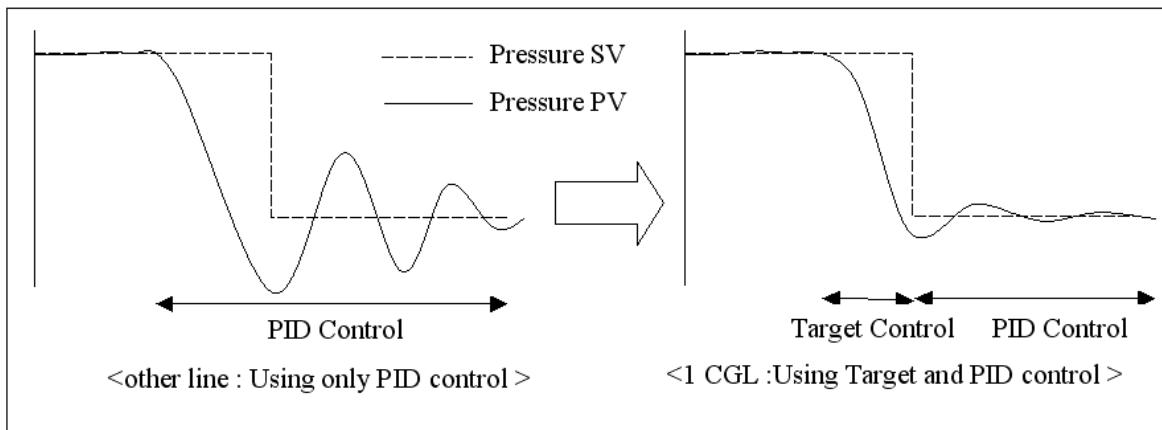 Pressure SV
Pressure PV
PID Control
<other line : Using only PID control >
Target Control
PID Control
<1 CGL :Using Target and PID control >